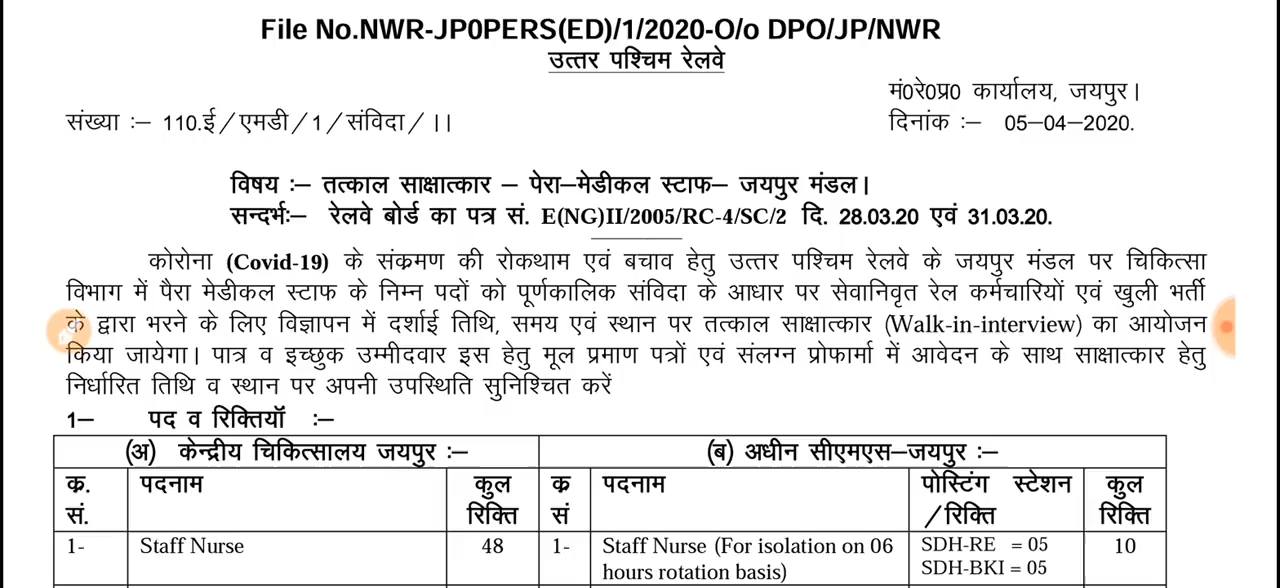 File No.NWR-JP0PERS(ED)/1/2020-O/o DPO/JP/NWR
उत्तर पश्चिम रेलवे
मं0रे0प्र0 कार्यालय, जयपुर।
संख्या :– 110.ई/एमडी/1/संविदा/।।
दिनांक :– 05–04–2020.
विषय :– तत्काल साक्षात्कार – पेरा–मेडीकल स्टाफ– जयपुर मंडल।
सन्दर्भः– रेलवे बोर्ड का पत्र सं. E(NG)II/2005/RC-4/SC/2 दि. 28.03.20 एवं 31.03.20.
कोरोना (Covid-19) के संक्रमण की रोकथाम एवं बचाव हेतु उत्तर पश्चिम रेलवे के जयपुर मंडल पर चिकित्सा
विभाग में पैरा मेडीकल स्टाफ के निम्न पदों को पूर्णकालिक संविदा के आधार पर सेवानिवृत रेल कर्मचारियों एवं खुली भर्ती
के द्वारा भरने के लिए विज्ञापन में दर्शाई तिथि, समय एवं स्थान पर तत्काल साक्षात्कार (Walk-in-interview) का आयोजन
किया जायेगा। पात्र व इच्छुक उम्मीदवार इस हेतु मूल प्रमाण पत्रों एवं संलग्न प्रोफार्मा में आवेदन के साथ साक्षात्कार हेतु
निर्धारित तिथि व स्थान पर अपनी उपस्थिति सुनिश्चित करें
1– पद व रिक्तियॉ :–
(अ) केन्द्रीय चिकित्सालय जयपुर :– (ब) अधीन सीएमएस–जयपुर :–
क्र. पदनाम कुल क्र पदनाम पोस्टिंग स्टेशन कुल
सं. रिक्ति सं /रिक्ति रिक्ति
1- Staff Nurse 48 1- Staff Nurse (For isolation on 06 SDH-RE = 05 10
hours rotation basis) SDH-BKI = 05